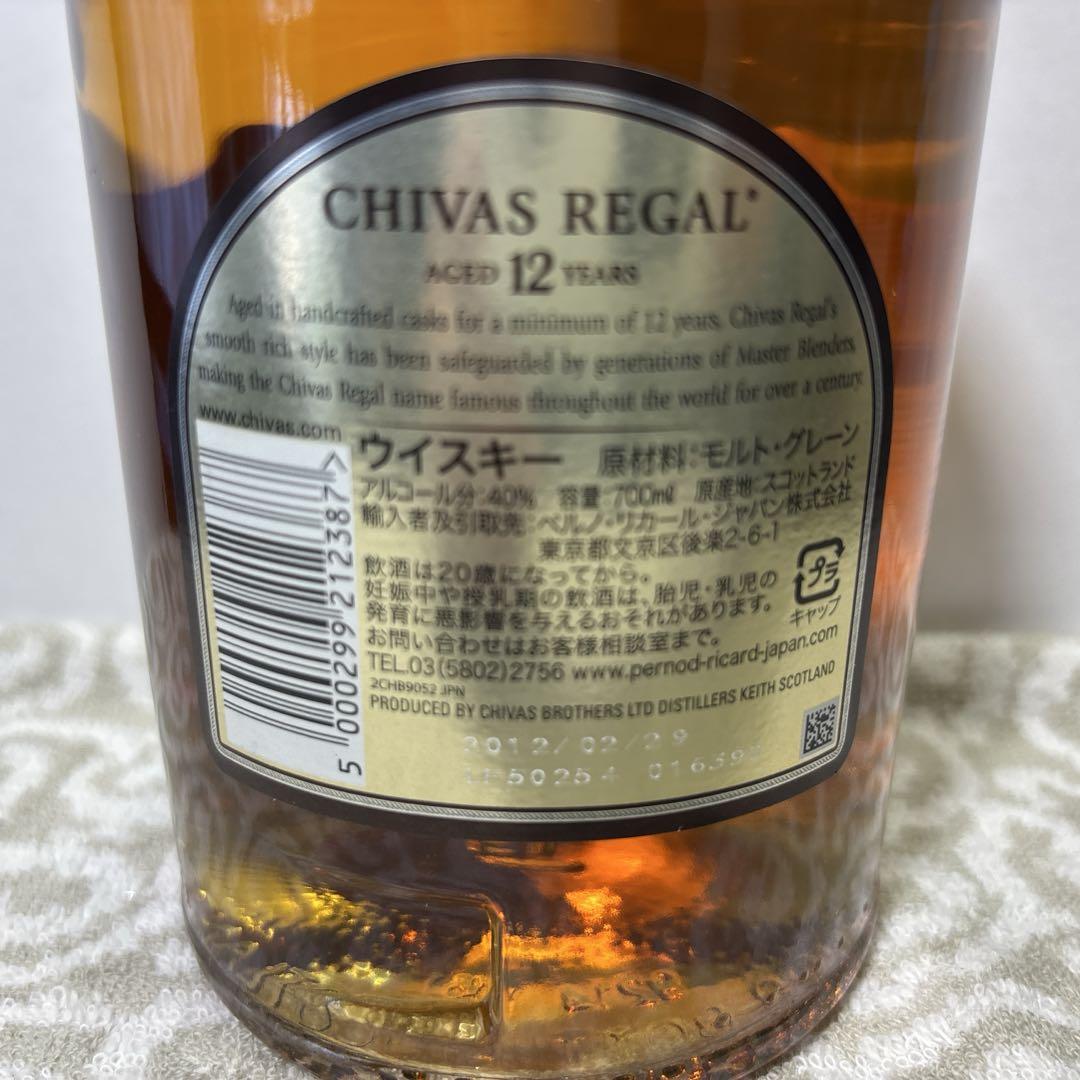 CHIVAS REGAL®
AGED 12 YEARS
Aged in handcrafted casks for a minimum of 12 years, Chivas Regal's
smooth rich style has been safeguarded by generations of Master Blenders,
making the Chivas Regal name famous throughout the world for over a century.
www.chivas.com
ウイスキー 原材料:モルト・グレーン
アルコール分:40% 容量:700mℓ 原産地:スコットランド
輸入者及引取先:ペルノ・リカール・ジャパン株式会社
東京都文京区後楽2-6-1
飲酒は20歳になってから。
妊娠中や授乳期の飲酒は、胎児・乳児の
発育に悪影響を与えるおそれがあります。
お問い合わせはお客様相談室まで。
TEL.03(5802)2756 www.pernod-ricard-japan.com
プラ
キャップ
2CHB9052 JPN
PRODUCED BY CHIVAS BROTHERS LTD DISTILLERS KEITH SCOTLAND
5 000299 212387 >
2012/02/29